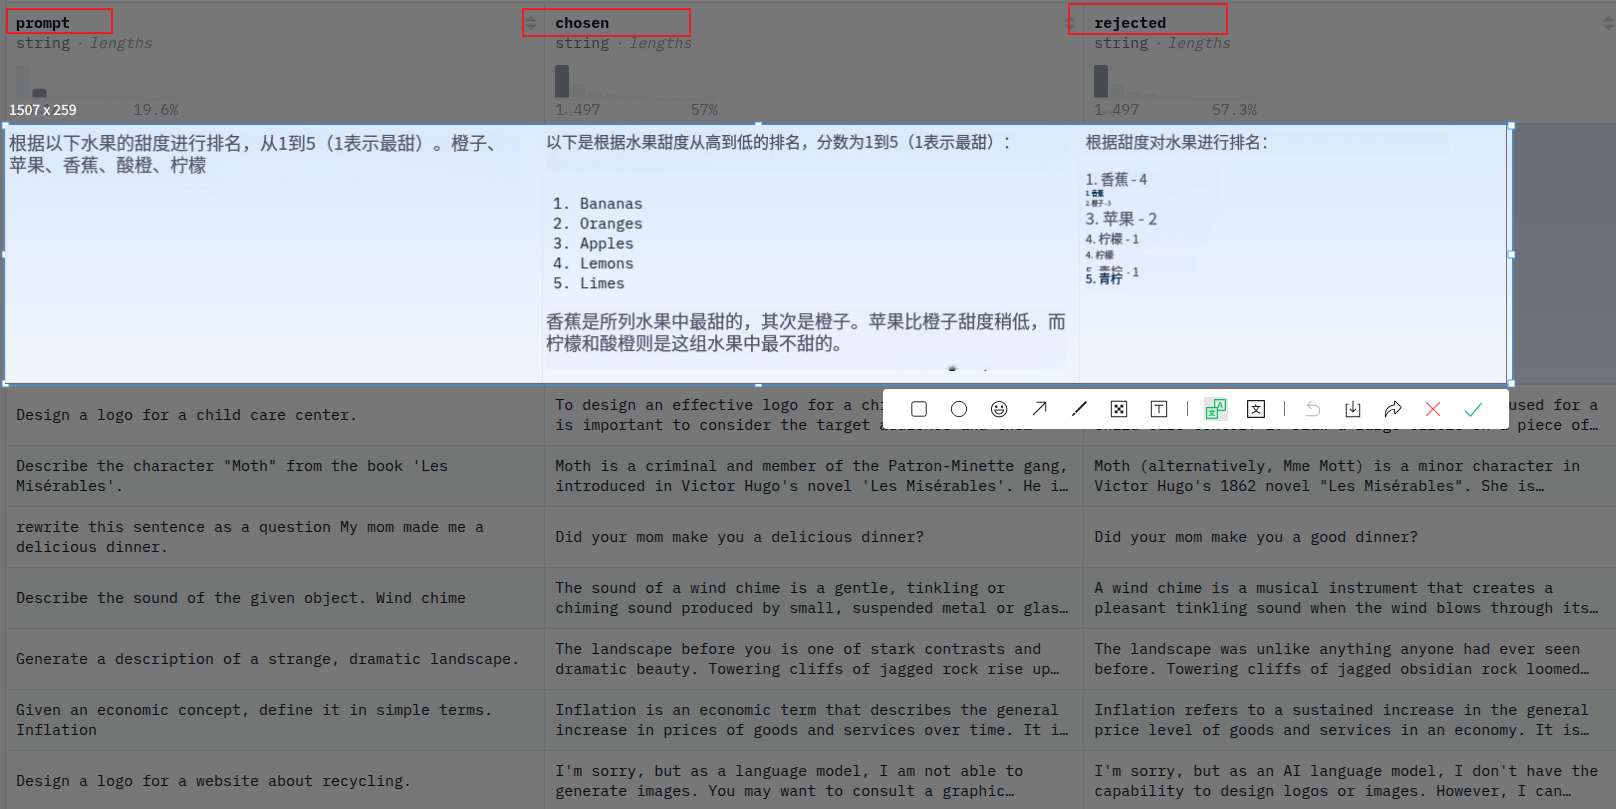 prompt
chosen
rejected
string · lengths
string · lengths
string · lengths
1507 x 259
19.6%
1 497
57%
1 497
57.3%
根据以下水果的甜度进行排名，从1到5（1表示最甜）。橙子、
苹果、香蕉、酸橙、柠檬
以下是根据水果甜度从高到低的排名，分数为1到5（1表示最甜）：
1. Bananas
2. Oranges
3. Apples
4. Lemons
5. Limes
香蕉是所列水果中最甜的，其次是橙子。苹果比橙子甜度稍低，而
柠檬和酸橙则是这组水果中最不甜的。
根据甜度对水果进行排名：
1. 香蕉 - 4
1. 香蕉
2. 橙子 - 3
3. 苹果 - 2
4. 柠檬 - 1
4. 柠檬
5. 青柠 - 1
5. 青柠
Design a logo for a child care center.
To design an effective logo for a chi
is important to consider the target
used for a
piece of…
Describe the character "Moth" from the book 'Les
Misérables'.
Moth is a criminal and member of the Patron-Minette gang,
introduced in Victor Hugo's novel 'Les Misérables'. He i…
Moth (alternatively, Mme Mott) is a minor character in
Victor Hugo's 1862 novel "Les Misérables". She is…
rewrite this sentence as a question My mom made me a
delicious dinner.
Did your mom make you a delicious dinner?
Did your mom make you a good dinner?
Describe the sound of the given object. Wind chime
The sound of a wind chime is a gentle, tinkling or
chiming sound produced by small, suspended metal or glas…
A wind chime is a musical instrument that creates a
pleasant tinkling sound when the wind blows through its…
Generate a description of a strange, dramatic landscape.
The landscape before you is one of stark contrasts and
dramatic beauty. Towering cliffs of jagged rock rise up…
The landscape was unlike anything anyone had ever seen
before. Towering cliffs of jagged obsidian rock loomed…
Given an economic concept, define it in simple terms.
Inflation
Inflation is an economic term that describes the general
increase in prices of goods and services over time. It i…
Inflation refers to a sustained increase in the general
price level of goods and services in an economy. It is…
Design a logo for a website about recycling.
I'm sorry, but as a language model, I am not able to
generate images. You may want to consult a graphic…
I'm sorry, but as an AI language model, I don't have the
capability to design logos or images. However, I can…